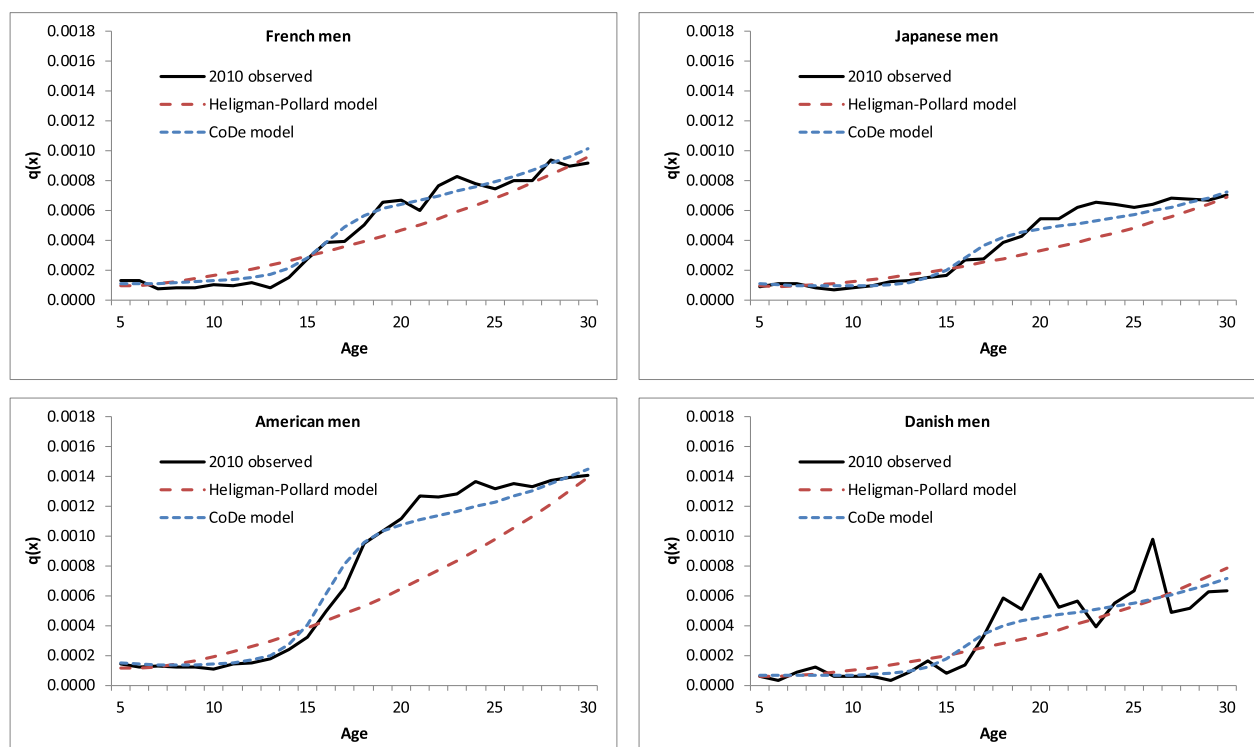 French men
2010 observed
Heligman-Pollard model
CoDe model
q(x)
0.0018
0.0016
0.0014
0.0012
0.0010
0.0008
0.0006
0.0004
0.0002
0.0000
5 10 15 20 25 30
Age
Japanese men
2010 observed
Heligman-Pollard model
CoDe model
q(x)
0.0018
0.0016
0.0014
0.0012
0.0010
0.0008
0.0006
0.0004
0.0002
0.0000
5 10 15 20 25 30
Age
American men
2010 observed
Heligman-Pollard model
CoDe model
q(x)
0.0018
0.0016
0.0014
0.0012
0.0010
0.0008
0.0006
0.0004
0.0002
0.0000
5 10 15 20 25 30
Age
Danish men
2010 observed
Heligman-Pollard model
CoDe model
q(x)
0.0018
0.0016
0.0014
0.0012
0.0010
0.0008
0.0006
0.0004
0.0002
0.0000
5 10 15 20 25 30
Age